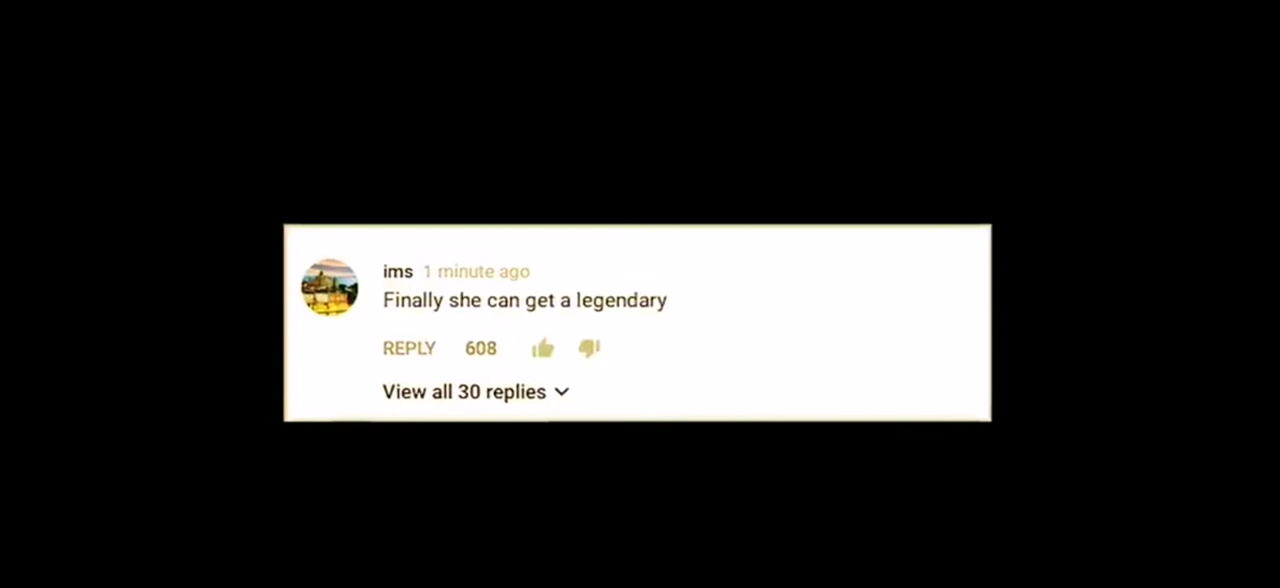 ims 1 minute ago
Finally she can get a legendary
REPLY 608
View all 30 replies